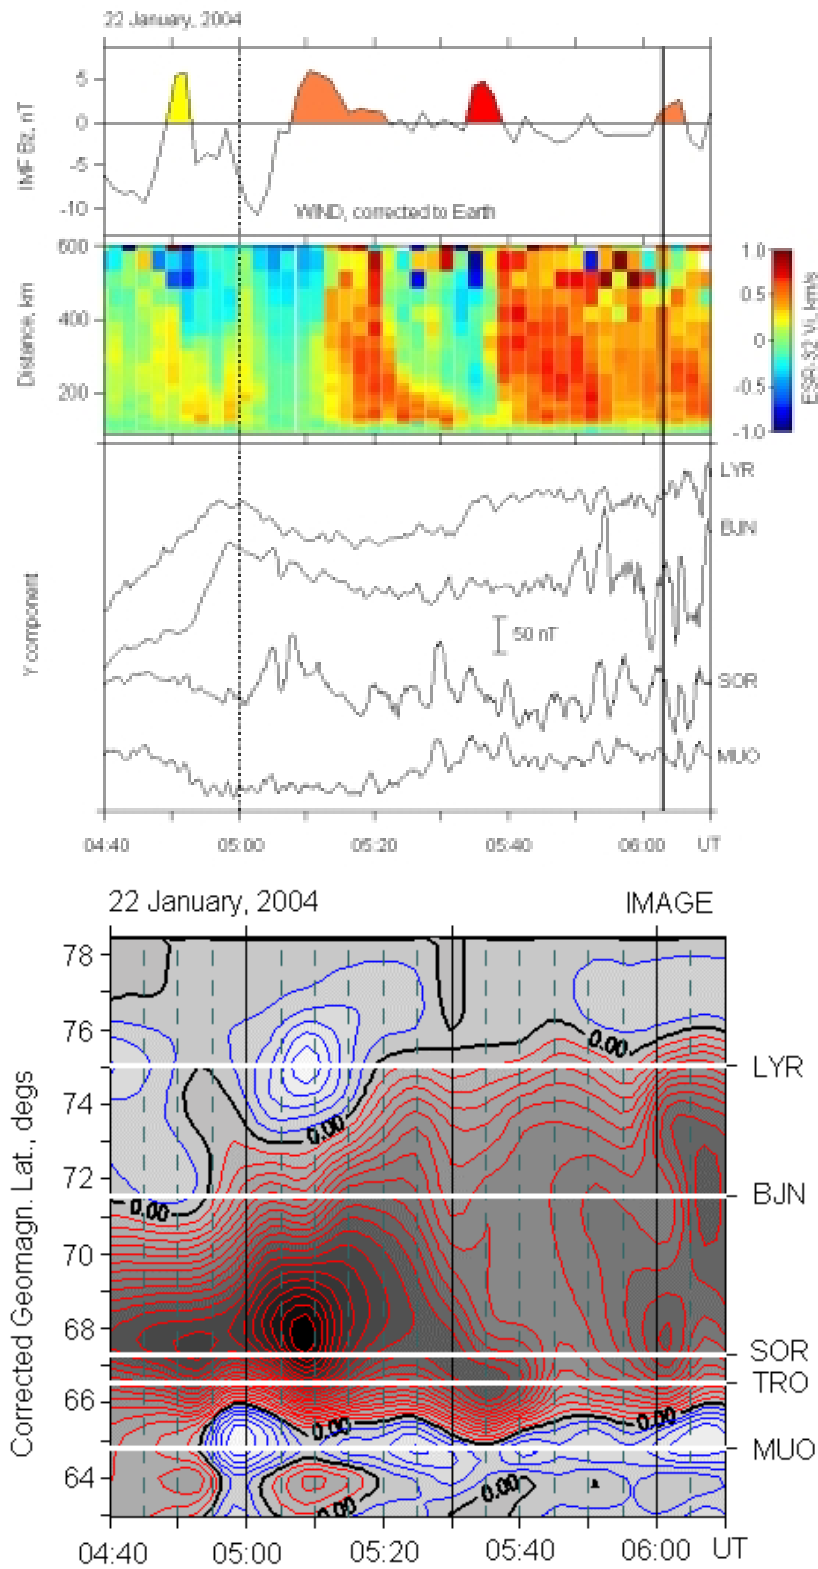 22 January, 2004
5
0
-5
-10
IMF Bz, nT
WIND, corrected to Earth
600
400
200
Distance, km
1.0
0.5
0
-0.5
-1.0
ESR-32 Vi, km/s
LYR
BJN
50 nT
SOR
MUO
Y component
04:40 05:00 05:20 05:40 06:00 UT
22 January, 2004 IMAGE
78
76
0.00
LYR
74
0.00
72
BJN
0.00
70
68
SOR
TRO
66
0.00 0.00
MUO
64
0.00
0.00
Corrected Geomagn. Lat., degs
04:40 05:00 05:20 05:40 06:00 UT